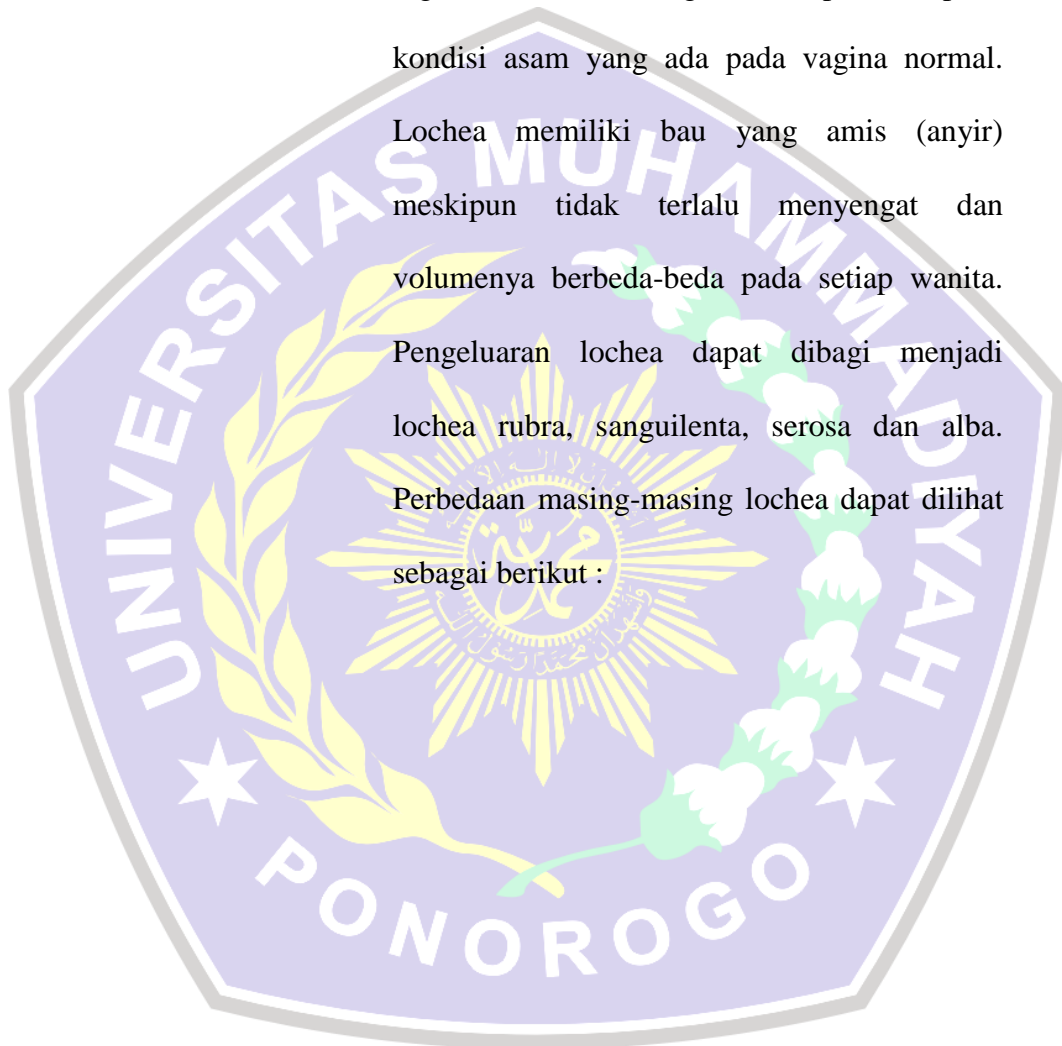 kondisi asam yang ada pada vagina normal.
Lochea memiliki bau yang amis (anyir)
meskipun tidak terlalu menyengat dan
volumenya berbeda-beda pada setiap wanita.
Pengeluaran lochea dapat dibagi menjadi
lochea rubra, sanguilenta, serosa dan alba.
Perbedaan masing-masing lochea dapat dilihat
sebagai berikut :
UNIVERSITAS MUHAMMADIYAH
PONOROGO